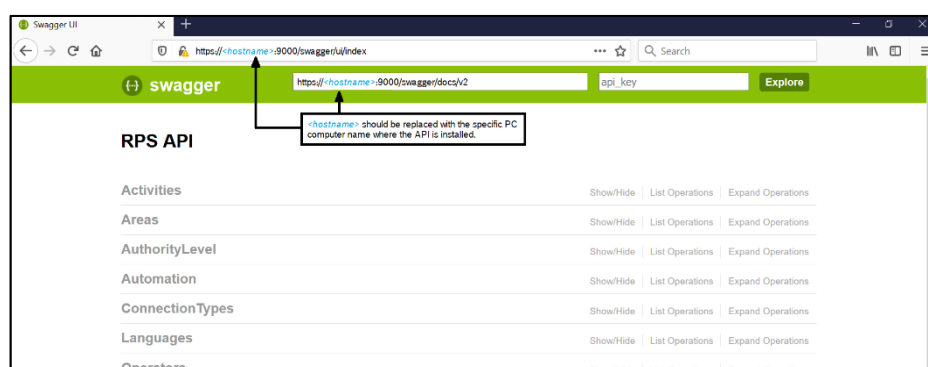 Swagger UI
https://<hostname>:9000/swagger/ui/index
Search
swagger
https://<hostname>:9000/swagger/docs/v2
api_key
Explore
<hostname> should be replaced with the specific PC
computer name where the API is installed.
RPS API
Activities Show/Hide List Operations Expand Operations
Areas Show/Hide List Operations Expand Operations
AuthorityLevel Show/Hide List Operations Expand Operations
Automation Show/Hide List Operations Expand Operations
ConnectionTypes Show/Hide List Operations Expand Operations
Languages Show/Hide List Operations Expand Operations
Operators